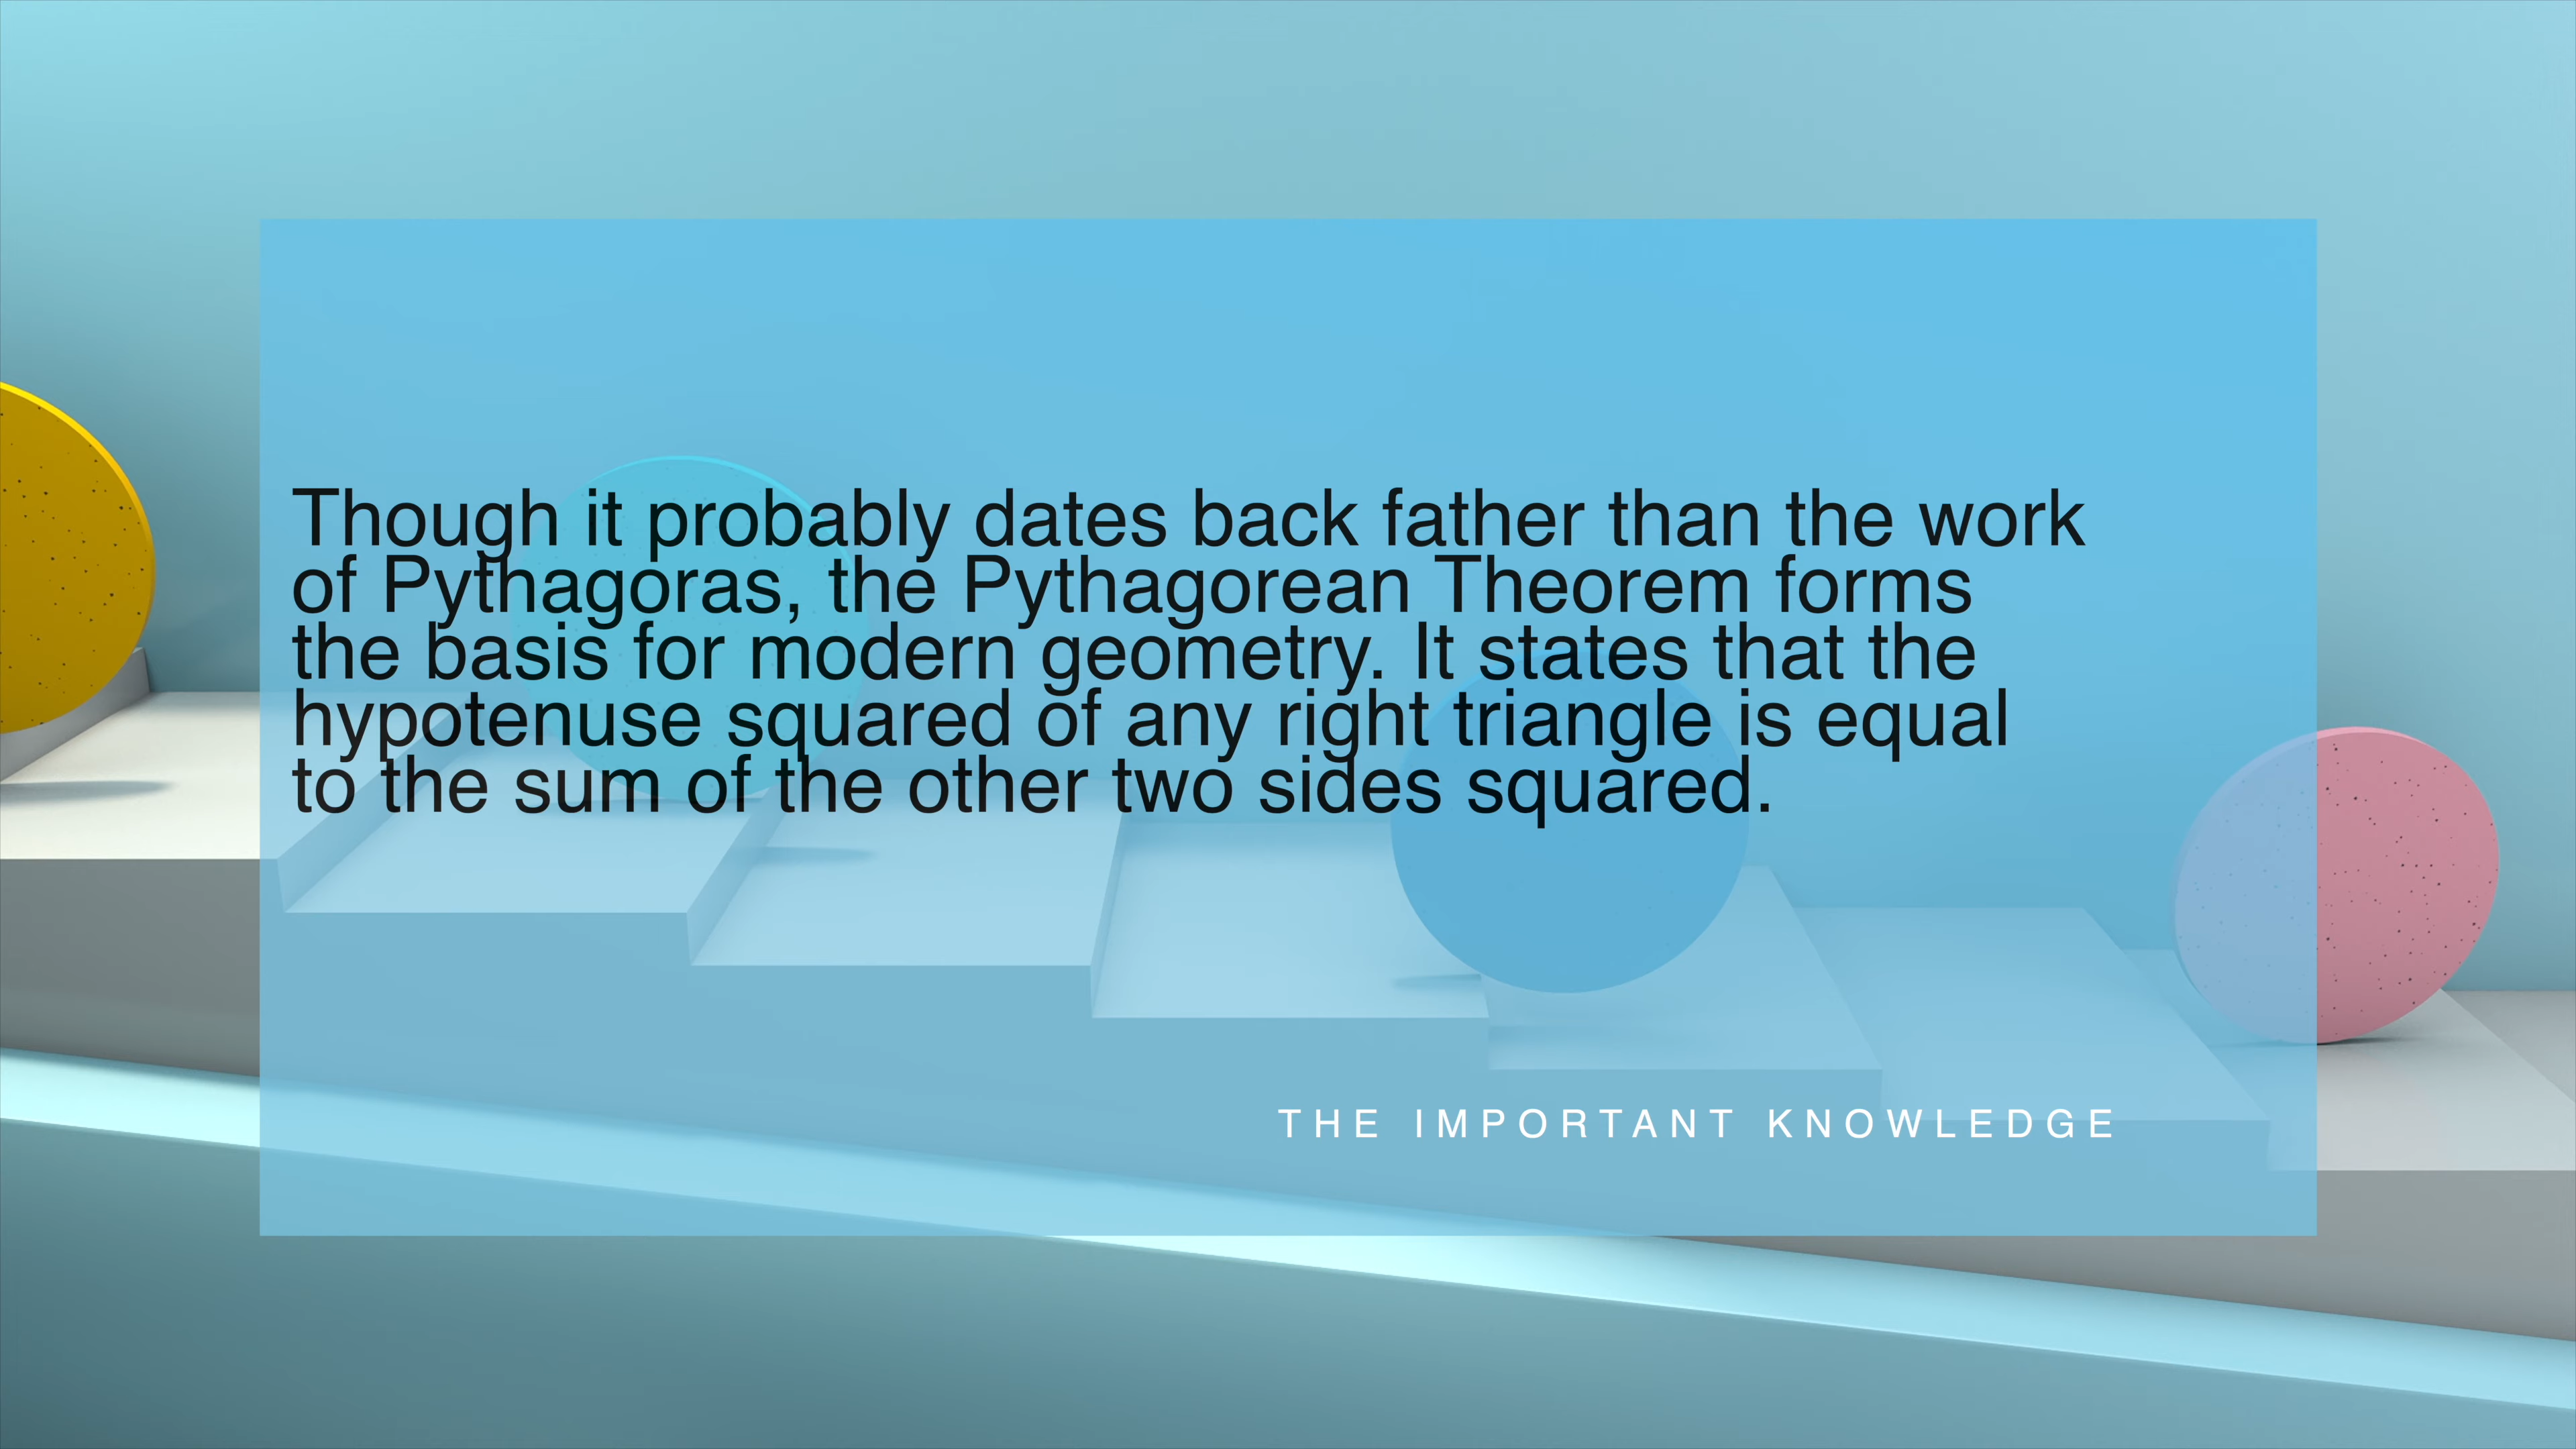 Though it probably dates back father than the work
of Pythagoras, the Pythagorean Theorem forms
the basis for modern geometry. It states that the
hypotenuse squared of any right triangle is equal
to the sum of the other two sides squared.
THE IMPORTANT KNOWLEDGE